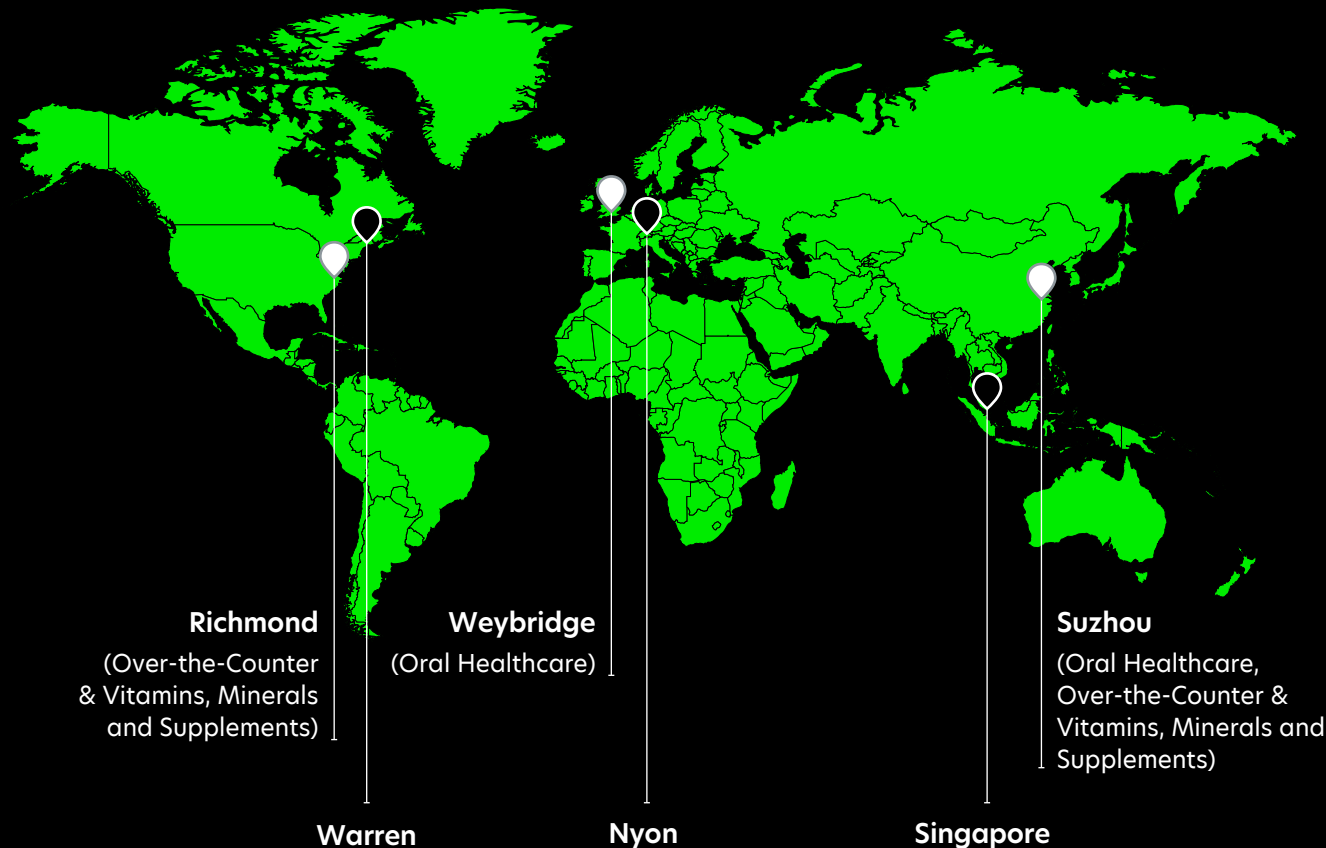 Richmond
(Over-the-Counter
& Vitamins, Minerals
and Supplements)
Weybridge
(Oral Healthcare)
Suzhou
(Oral Healthcare,
Over-the-Counter &
Vitamins, Minerals and
Supplements)
Warren
Nyon
Singapore